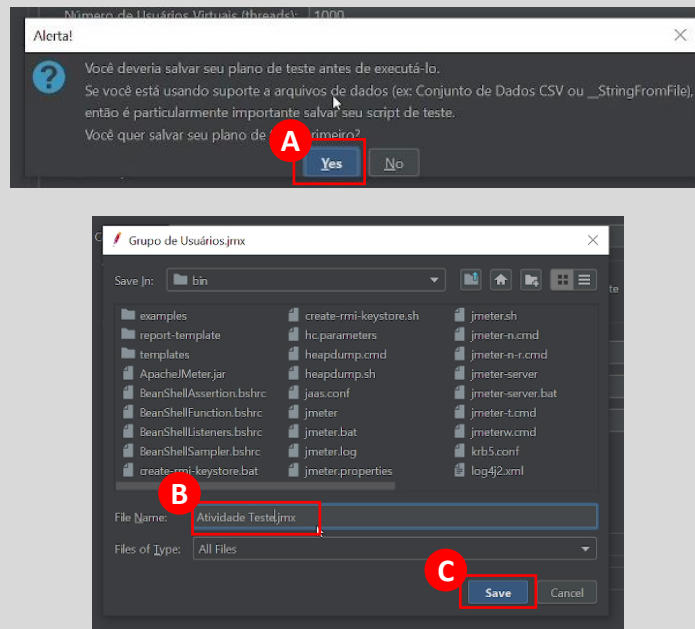 Número de Usuários Virtuais (threads): 1000
Alerta!
Você deveria salvar seu plano de teste antes de executá-lo.
Se você está usando suporte a arquivos de dados (ex: Conjunto de Dados CSV ou __StringFromFile),
então é particularmente importante salvar seu script de teste.
Você quer salvar seu plano de primeiro?
A
Yes No
Grupo de Usuários.jmx
Save In: bin
examples create-rmi-keystore.sh jmeter.sh
report-template hc.parameters jmeter-n.cmd
templates heapdump.cmd jmeter-n-r.cmd
ApacheJMeter.jar heapdump.sh jmeter-server
BeanShellAssertion.bshrc jaas.conf jmeter-server.bat
BeanShellFunction.bshrc jmeter jmeter-t.cmd
BeanShellListeners.bshrc jmeter.bat jmeterw.cmd
BeanShellSampler.bshrc jmeter.log krb5.conf
create-rmi-keystore.bat jmeter.properties log4j2.xml
B
File Name: Atividade Teste.jmx
Files of Type: All Files
C
Save Cancel